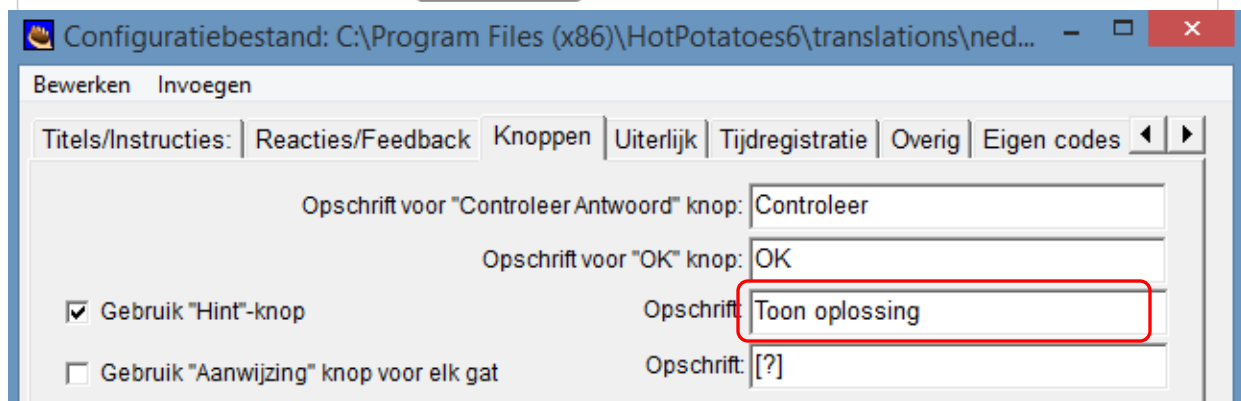 Configuratiebestand: C:\Program Files (x86)\HotPotatoes6\translations\ned...
Bewerken Invoegen
Titels/Instructies: Reacties/Feedback Knoppen Uiterlijk Tijdregistratie Overig Eigen codes
Opschrift voor "Controleer Antwoord" knop: Controleer
Opschrift voor "OK" knop: OK
Gebruik "Hint"-knop Opschrift: Toon oplossing
Gebruik "Aanwijzing" knop voor elk gat Opschrift: [?]